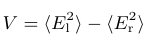 V = ⟨E_l^2⟩ − ⟨E_r^2⟩